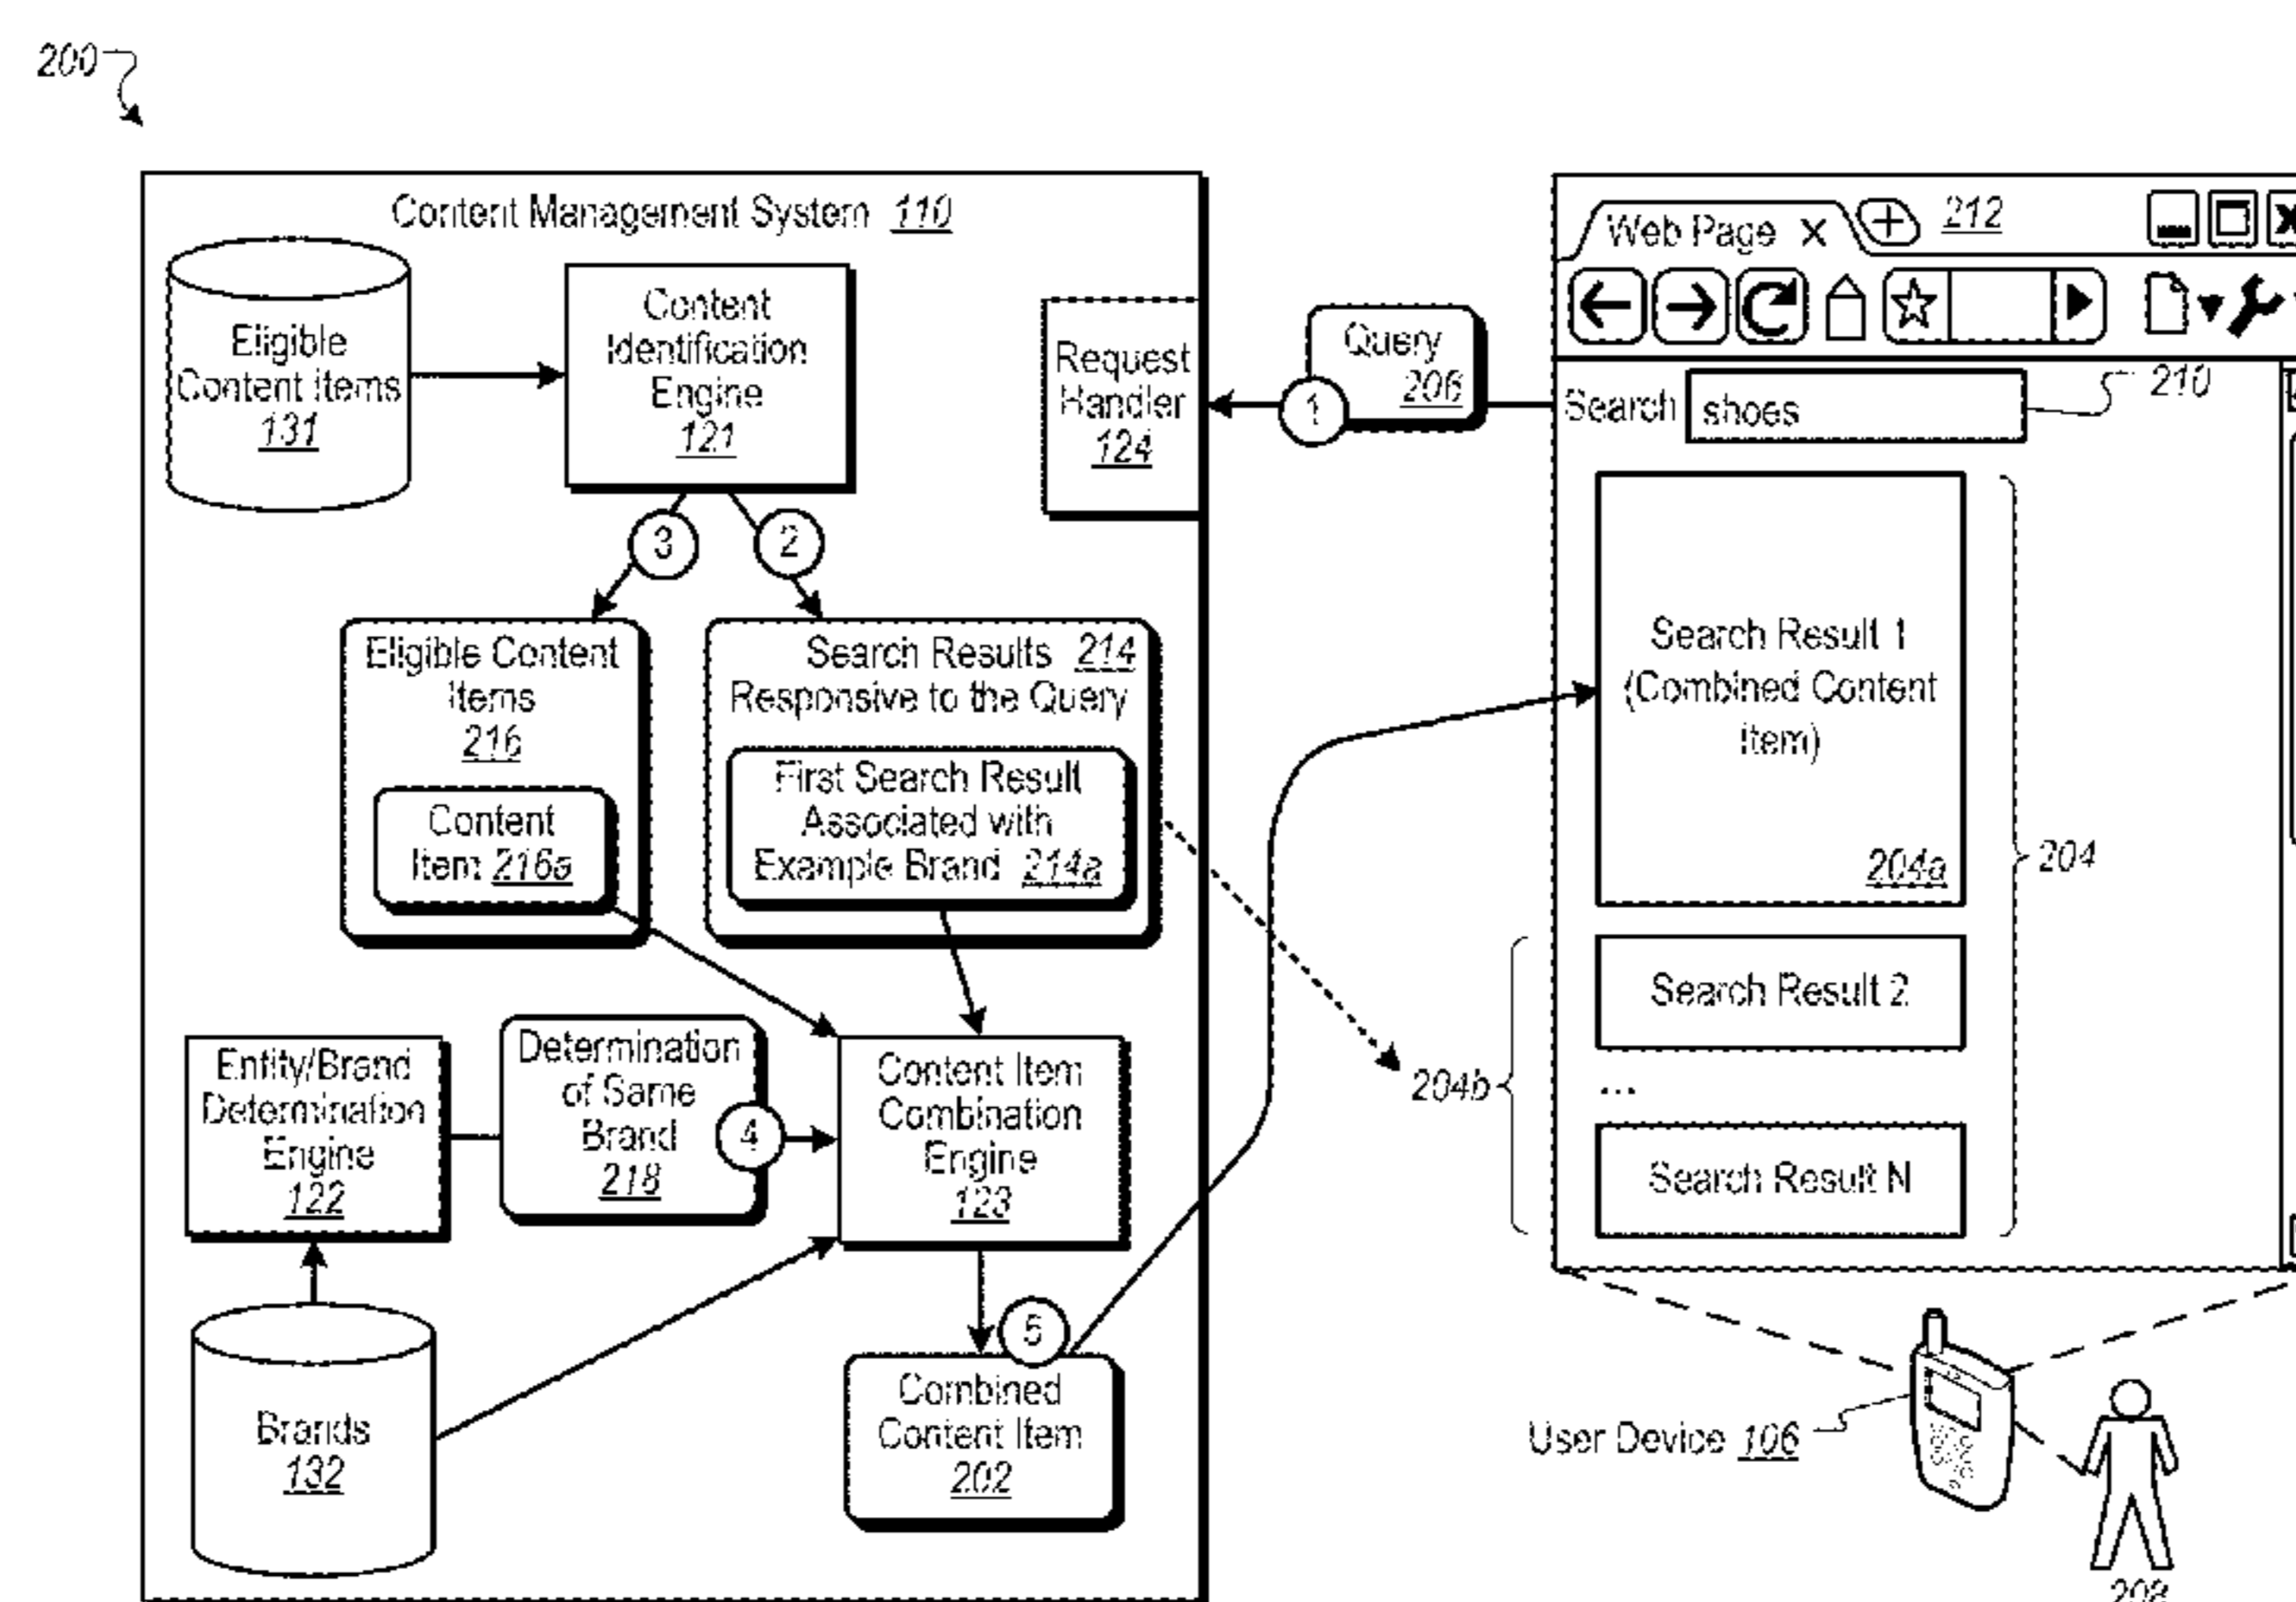 200
Content Management System 110
Eligible
Content Items
131
Content
Identification
Engine
121
Request
Handler
124
Query
206
1
Web Page X
212
Search
shoes
210
3
2
Eligible Content
Items
216
Content
Item 216a
Search Results 214
Responsive to the Query
First Search Result
Associated with
Example Brand 214a
Search Result 1
(Combined Content
Item)
204a
204
Search Result 2
...
Search Result N
204b
Entity/Brand
Determination
Engine
122
Determination
of Same
Brand
218
4
Content Item
Combination
Engine
123
Brands
132
5
Combined
Content Item
202
User Device 106
208